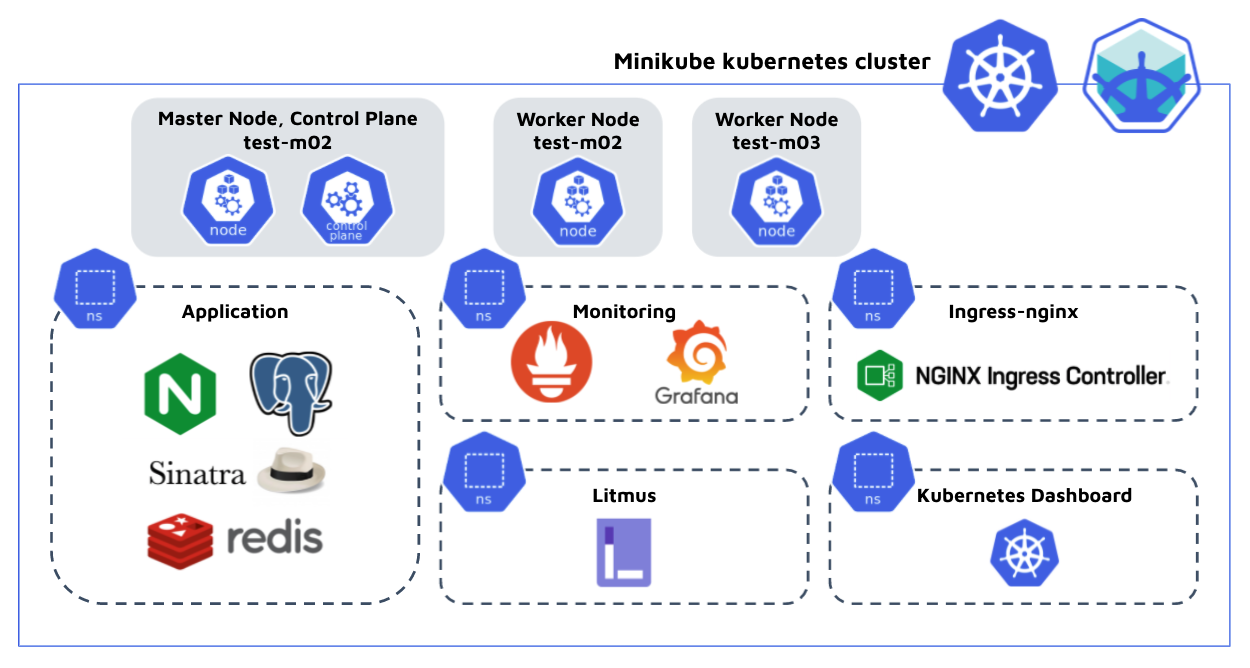 Minikube kubernetes cluster
Master Node, Control Plane
test-m02
node
control
plane
Worker Node
test-m02
node
Worker Node
test-m03
node
ns
Application
N
Sinatra
redis
ns
Monitoring
Grafana
ns
Ingress-nginx
NGINX Ingress Controller
ns
Litmus
ns
Kubernetes Dashboard